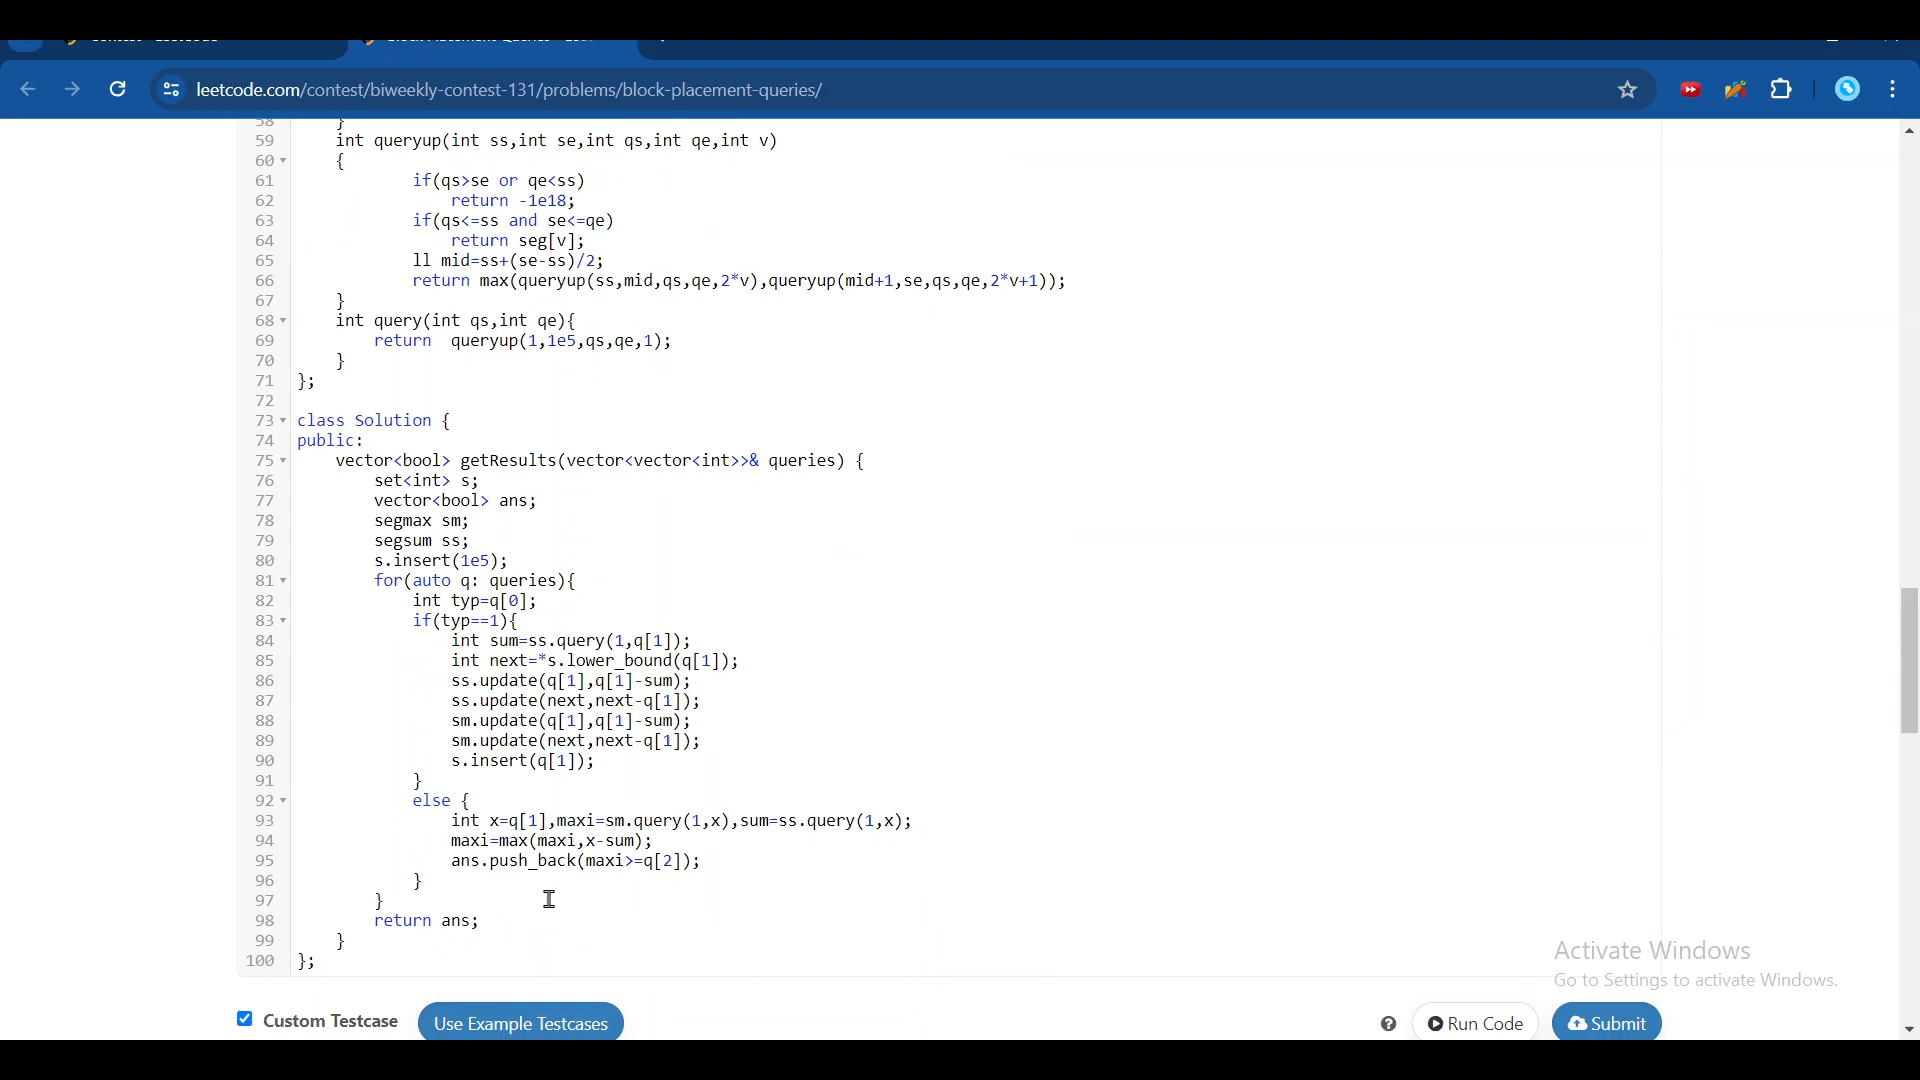 leetcode.com/contest/biweekly-contest-131/problems/block-placement-queries/
58 }
59 int queryup(int ss,int se,int qs,int qe,int v)
60 {
61 if(qs>se or qe<ss)
62 return -1e18;
63 if(qs<=ss and se<=qe)
64 return seg[v];
65 ll mid=ss+(se-ss)/2;
66 return max(queryup(ss,mid,qs,qe,2*v),queryup(mid+1,se,qs,qe,2*v+1));
67 }
68 int query(int qs,int qe){
69 return queryup(1,1e5,qs,qe,1);
70 }
71 };
72
73 class Solution {
74 public:
75 vector<bool> getResults(vector<vector<int>>& queries) {
76 set<int> s;
77 vector<bool> ans;
78 segmax sm;
79 segsum ss;
80 s.insert(1e5);
81 for(auto q: queries){
82 int typ=q[0];
83 if(typ==1){
84 int sum=ss.query(1,q[1]);
85 int next=*s.lower_bound(q[1]);
86 ss.update(q[1],q[1]-sum);
87 ss.update(next,next-q[1]);
88 sm.update(q[1],q[1]-sum);
89 sm.update(next,next-q[1]);
90 s.insert(q[1]);
91 }
92 else {
93 int x=q[1],maxi=sm.query(1,x),sum=ss.query(1,x);
94 maxi=max(maxi,x-sum);
95 ans.push_back(maxi>=q[2]);
96 }
97 }
98 return ans;
99 }
100 };
Activate Windows
Go to Settings to activate Windows.
Custom Testcase Use Example Testcases ? Run Code Submit